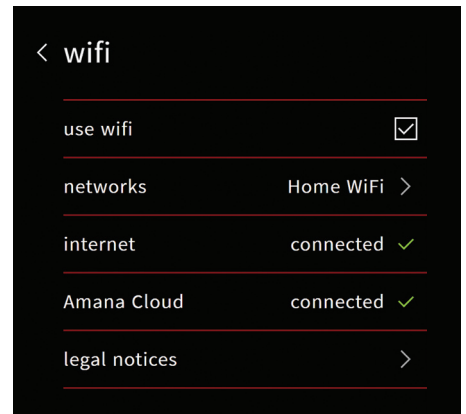 wifi
use wifi
networks Home WiFi
internet connected
Amana Cloud connected
legal notices